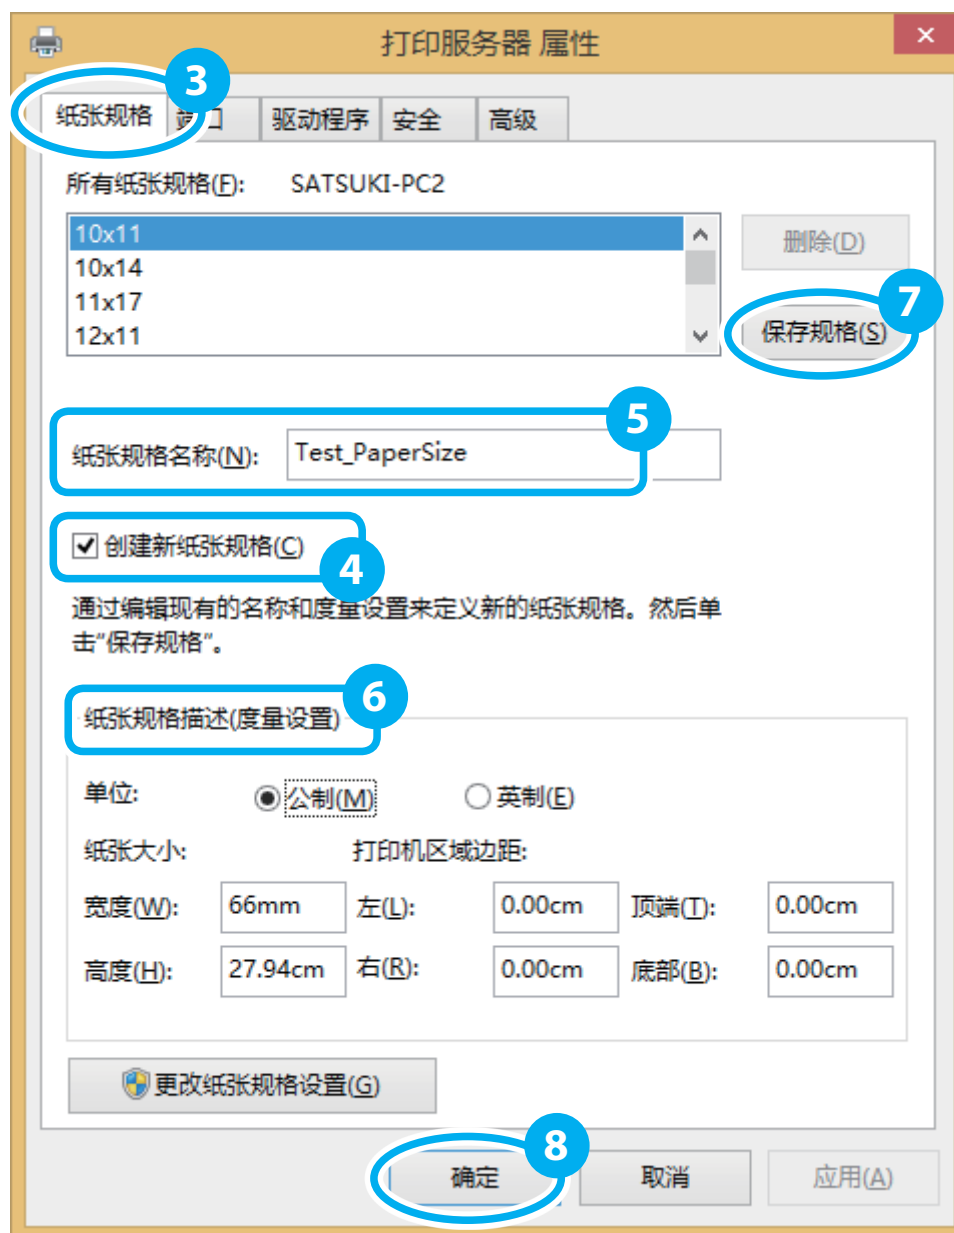 打印服务器 属性
3
纸张规格 端口 驱动程序 安全 高级
所有纸张规格(F): SATSUKI-PC2
10x11
10x14
11x17
12x11
删除(D)
7
保存规格(S)
5
纸张规格名称(N): Test_PaperSize
创建新纸张规格(C)
4
通过编辑现有的名称和度量设置来定义新的纸张规格。然后单
击“保存规格”。
6
纸张规格描述(度量设置)
单位: 公制(M) 英制(E)
纸张大小: 打印机区域边距:
宽度(W): 66mm 左(L): 0.00cm 顶端(T): 0.00cm
高度(H): 27.94cm 右(R): 0.00cm 底部(B): 0.00cm
更改纸张规格设置(G)
8
确定 取消 应用(A)